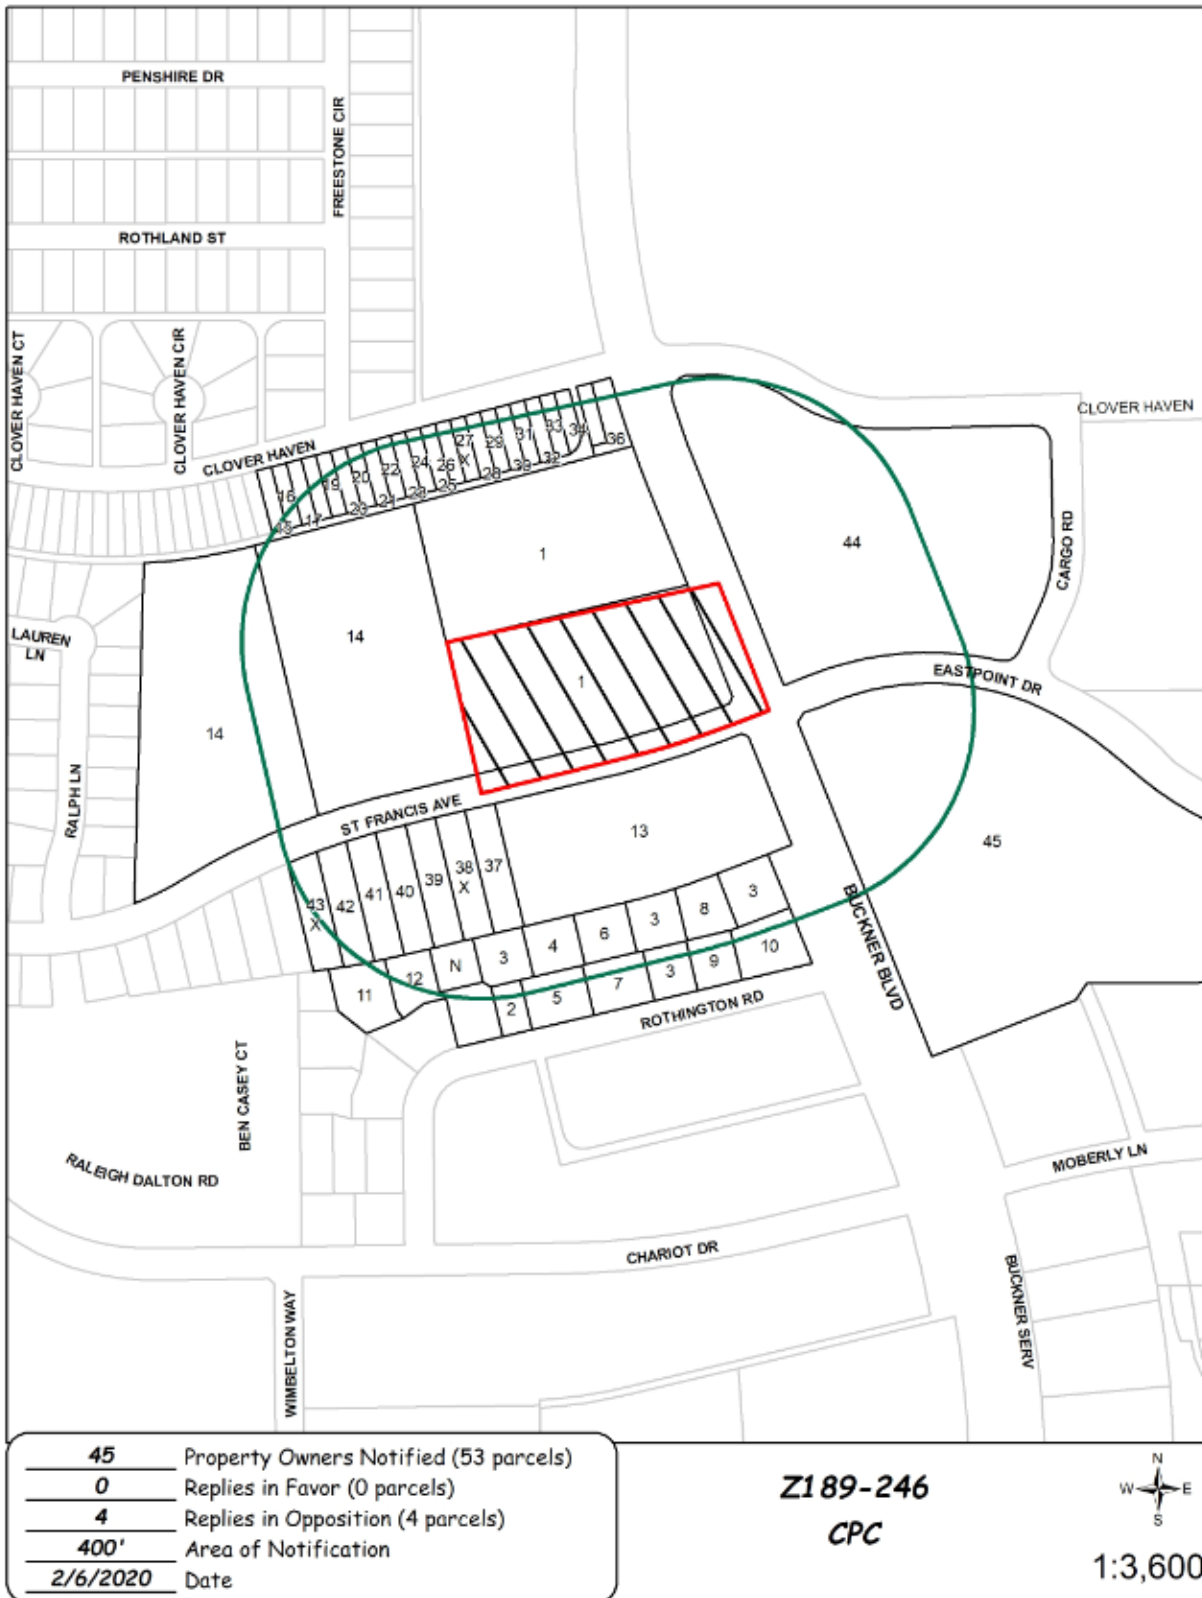 PENSHIRE DR
FREESTONE CIR
ROTHLAND ST
CLOVER HAVEN CT
CLOVER HAVEN CIR
CLOVER HAVEN
CLOVER HAVEN
16
19
20
22
24
26
27
X
29
31
33
34
36
15
17
21
25
28
32
1
44
CARGO RD
14
LAUREN
LN
1
EASTPOINT DR
14
RALPH LN
ST FRANCIS AVE
13
45
43
X
42
41
40
39
38
X
37
BUCKNER BLVD
11
12
N
3
4
6
3
8
3
2
5
7
3
9
10
ROTHINGTON RD
BEN CASEY CT
RALEIGH DALTON RD
MOBERLY LN
CHARIOT DR
BUCKNER SERV
WIMBELTON WAY
45 Property Owners Notified (53 parcels)
0 Replies in Favor (0 parcels)
4 Replies in Opposition (4 parcels)
400' Area of Notification
2/6/2020 Date
Z189-246
CPC
N
W E
S
1:3,600